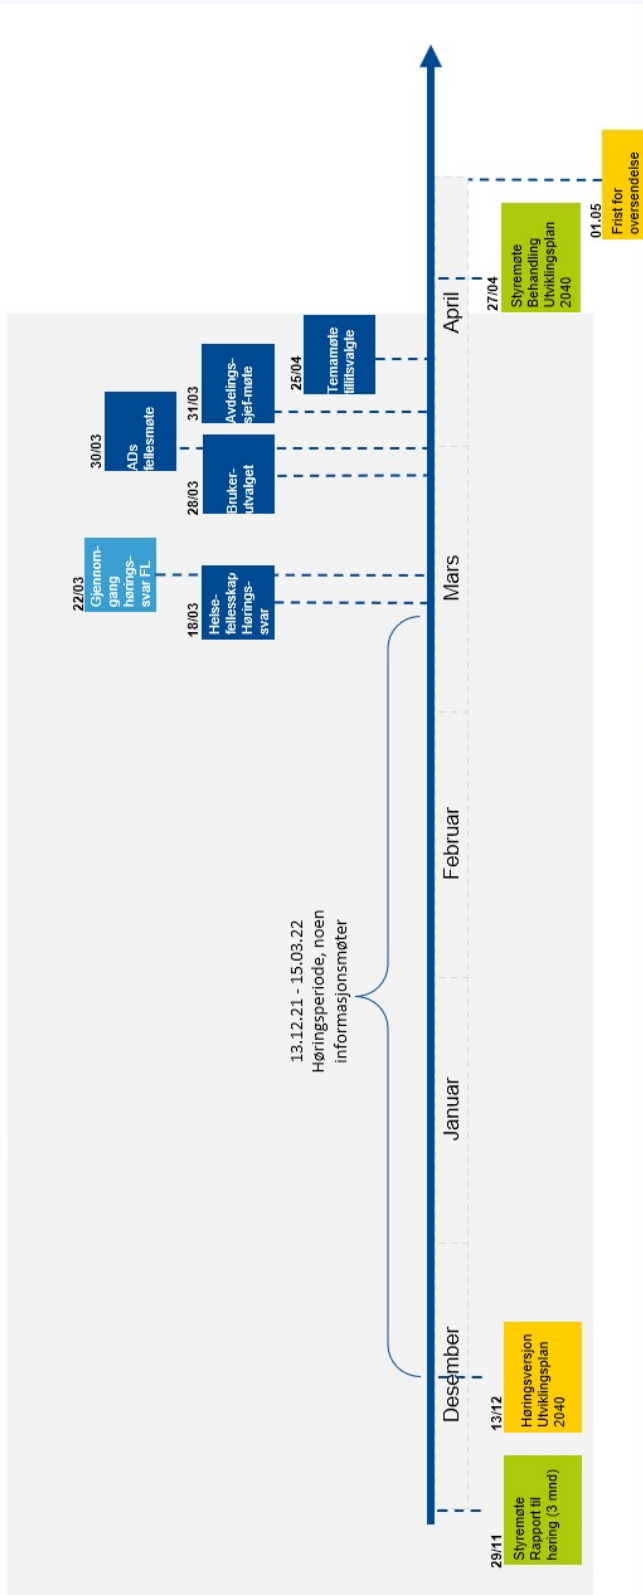 30/03
ADs
fellesmøte
22/03
Gjennom-
gang
hørings-
svar FL
31/03
Avdelings-
sjef-møte
28/03
Bruker-
utvalget
18/03
Helse-
fellesskap
Hørings-
svar
25/04
Temamøte
tillitsvalgte
13.12.21 - 15.03.22
Høringsperiode, noen
informasjonsmøter
Desember
Januar
Februar
Mars
April
29/11
Styremøte
Rapport til
høring (3 mnd)
13/12
Høringsversjon
Utviklingsplan
2040
27/04
Styremøte
Behandling
Utviklingsplan
2040
01.05
Frist for
oversendelse